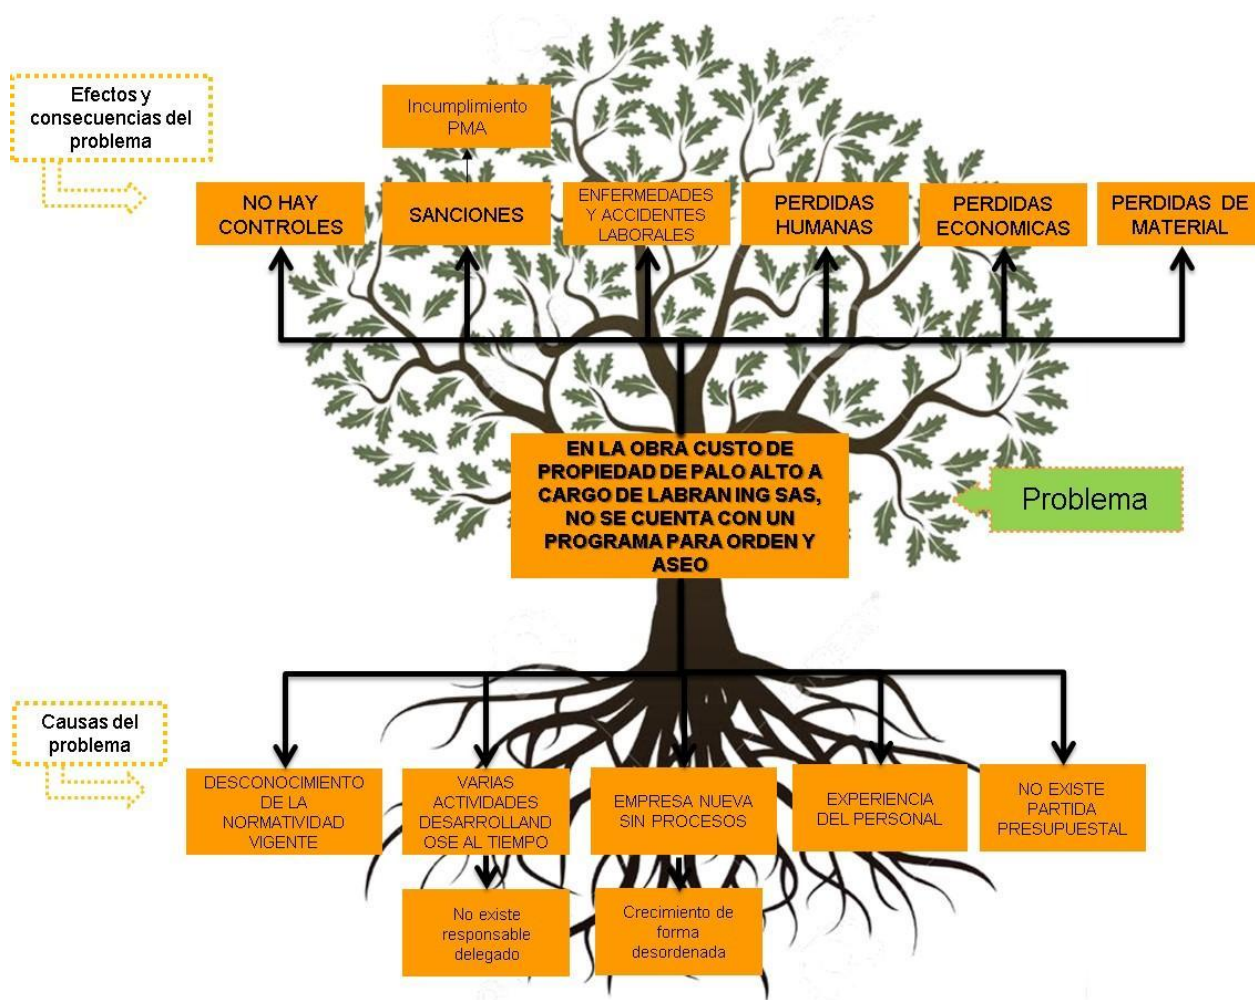 Efectos y
consecuencias del
problema
Incumplimiento
PMA
NO HAY
CONTROLES
SANCIONES
ENFERMEDADES
Y ACCIDENTES
LABORALES
PERDIDAS
HUMANAS
PERDIDAS
ECONOMICAS
PERDIDAS DE
MATERIAL
EN LA OBRA CUSTO DE
PROPIEDAD DE PALO ALTO A
CARGO DE LABRAN ING SAS,
NO SE CUENTA CON UN
PROGRAMA PARA ORDEN Y
ASEO
Problema
Causas del
problema
DESCONOCIMIENTO
DE LA
NORMATIVIDAD
VIGENTE
VARIAS
ACTIVIDADES
DESARROLLAND
OSE AL TIEMPO
EMPRESA NUEVA
SIN PROCESOS
EXPERIENCIA
DEL PERSONAL
NO EXISTE
PARTIDA
PRESUPUESTAL
No existe
responsable
delegado
Crecimiento de
forma
desordenada